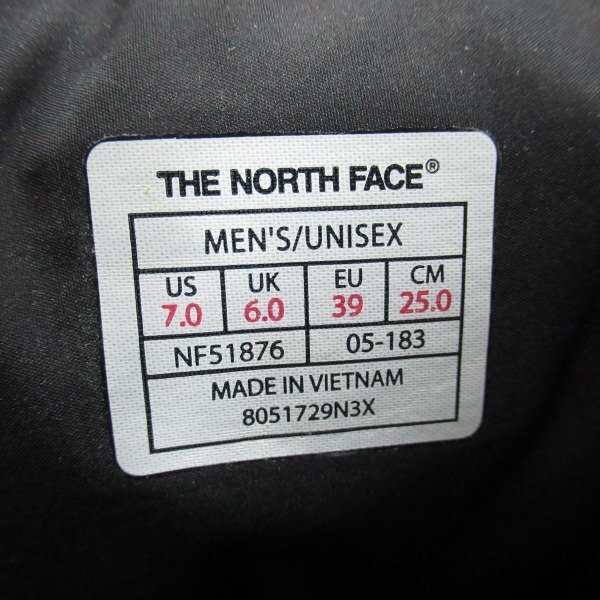 THE NORTH FACE®
MEN'S/UNISEX
US UK EU CM
7.0 6.0 39 25.0
NF51876 05-183
MADE IN VIETNAM
8051729N3X